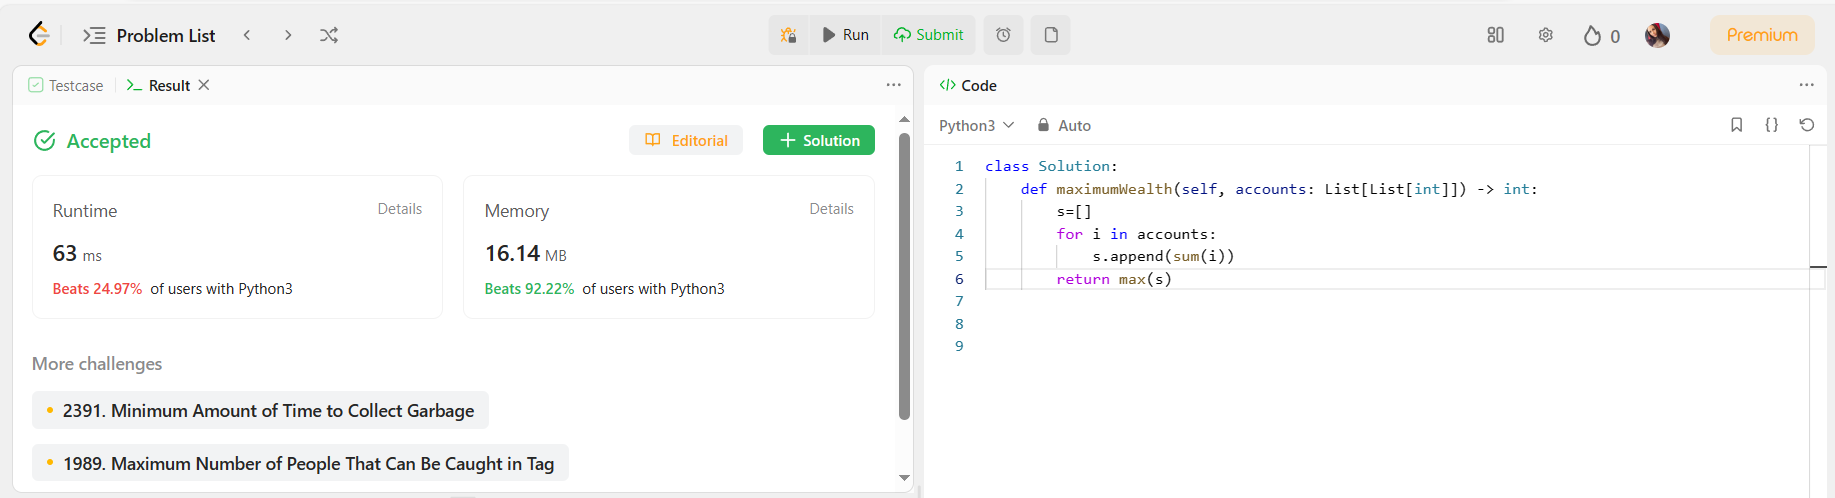 Problem List
Run
Submit
0
Premium
Testcase
Result
Accepted
Editorial
Solution
Runtime
Details
63 ms
Beats 24.97% of users with Python3
Memory
Details
16.14 MB
Beats 92.22% of users with Python3
More challenges
2391. Minimum Amount of Time to Collect Garbage
1989. Maximum Number of People That Can Be Caught in Tag
</> Code
Python3
Auto
{}
1 class Solution:
2     def maximumWealth(self, accounts: List[List[int]]) -> int:
3         s=[]
4         for i in accounts:
5             s.append(sum(i))
6         return max(s)
7
8
9